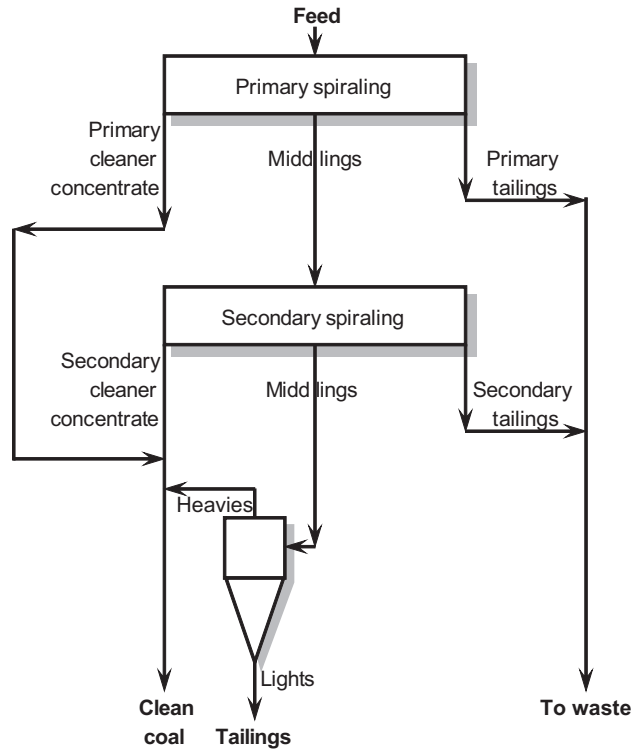 Feed
Primary spiraling
Primary
cleaner
concentrate
Middlings
Primary
tailings
Secondary spiraling
Secondary
cleaner
concentrate
Middlings
Secondary
tailings
Heavies
Lights
Clean
coal
Tailings
To waste